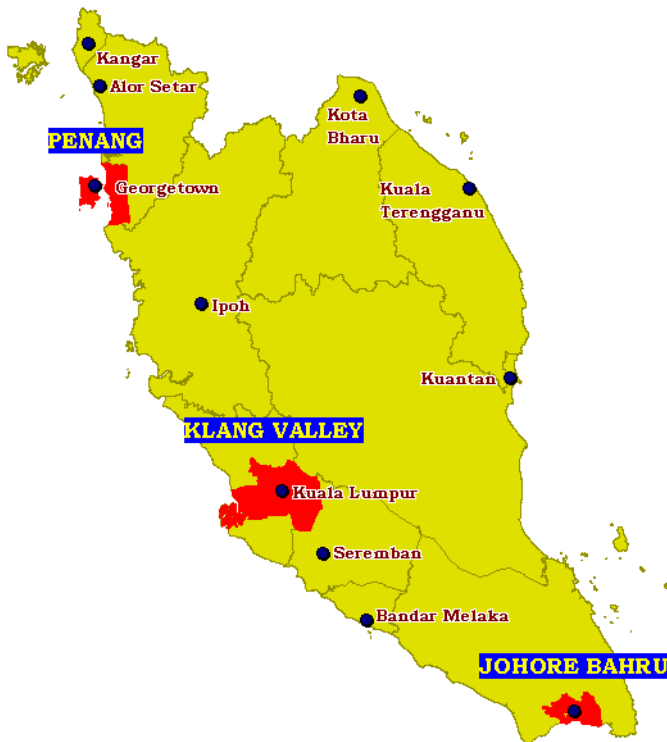 Kangar
Alor Setar
Kota
Bharu
PENANG
Georgetown
Kuala
Terengganu
Ipoh
Kuantan
KLANG VALLEY
Kuala Lumpur
Seremban
Bandar Melaka
JOHORE BAHRU